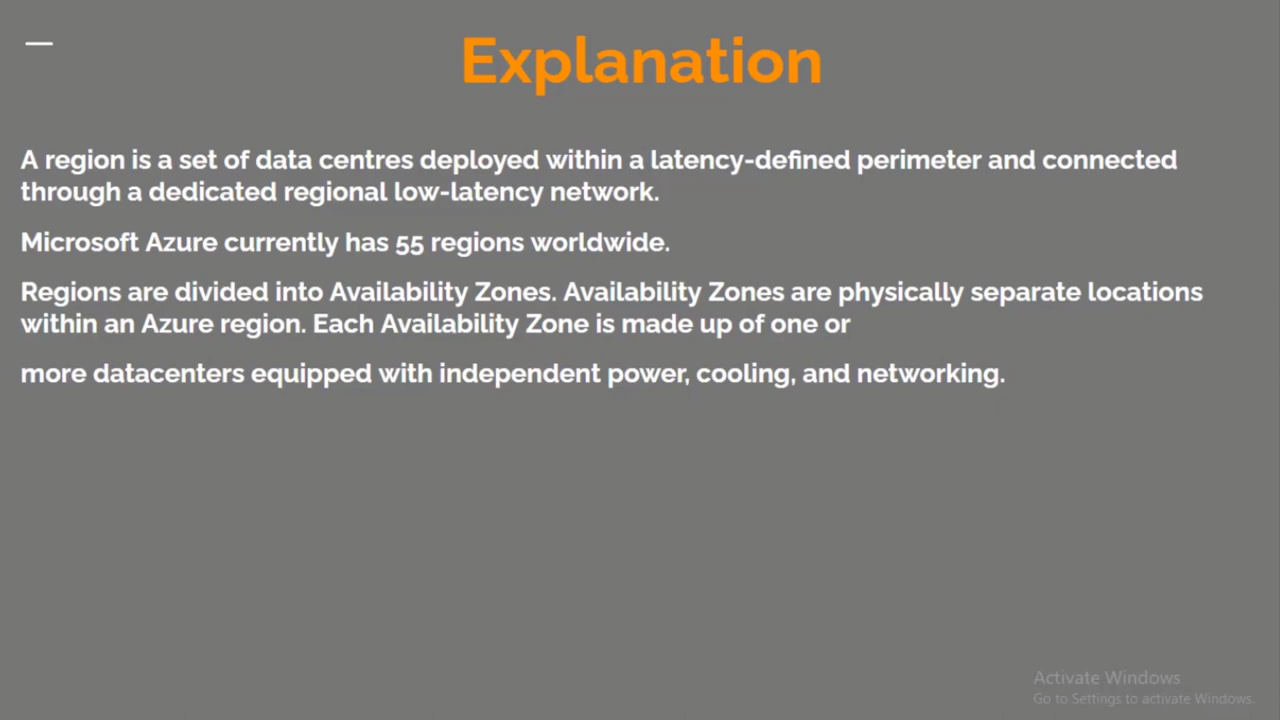 Explanation
A region is a set of data centres deployed within a latency-defined perimeter and connected
through a dedicated regional low-latency network.
Microsoft Azure currently has 55 regions worldwide.
Regions are divided into Availability Zones. Availability Zones are physically separate locations
within an Azure region. Each Availability Zone is made up of one or
more datacenters equipped with independent power, cooling, and networking.
Activate Windows
Go to Settings to activate Windows.